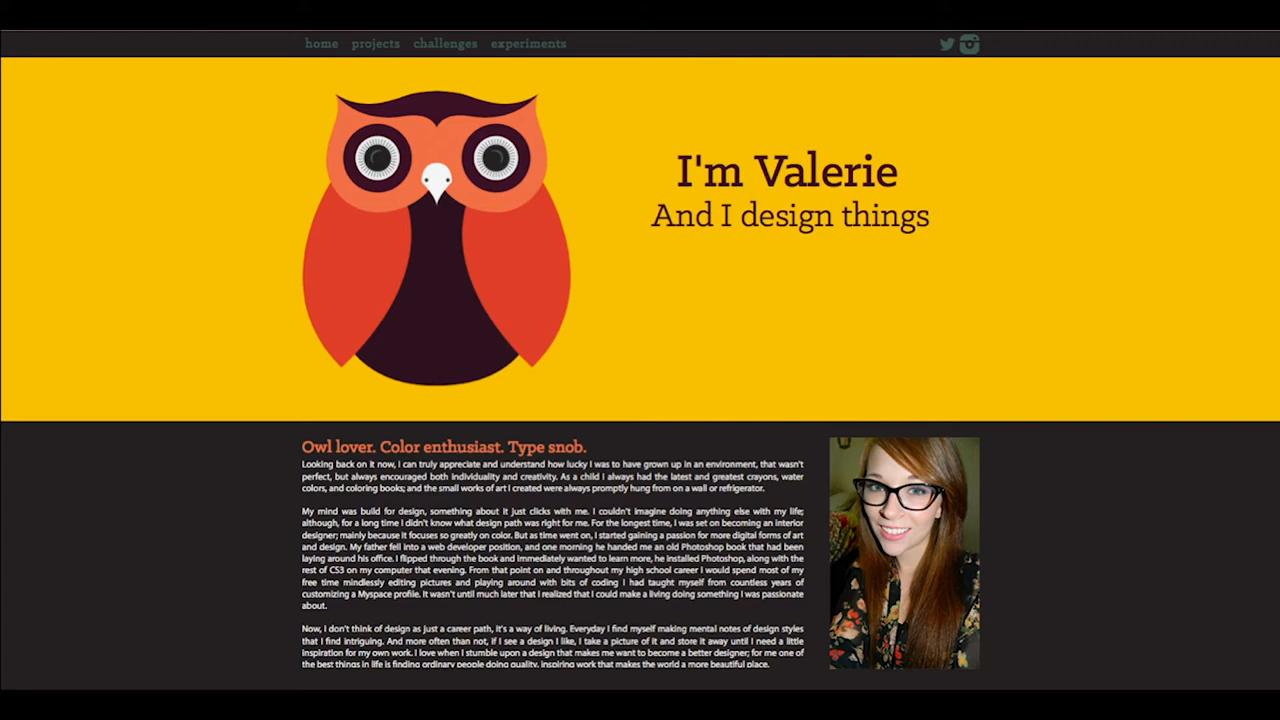 home projects challenges experiments
I'm Valerie
And I design things
Owl lover. Color enthusiast. Type snob.
Looking back on it now, I can truly appreciate and understand how lucky I was to have grown up in an environment, that wasn't
perfect, but always encouraged both individuality and creativity. As a child I always had the latest and greatest crayons, water
colors, and coloring books; and the small works of art I created were always promptly hung from on a wall or refrigerator.
My mind was build for design, something about it just clicks with me. I couldn't imagine doing anything else with my life;
although, for a long time I didn't know what design path was right for me. For the longest time, I was set on becoming an interior
designer; mainly because it focuses so greatly on color. But as time went on, I started gaining a passion for more digital forms of art
and design. My father fell into a web developer position, and one morning he handed me an old Photoshop book that had been
laying around his office. I flipped through the book and immediately wanted to learn more, he installed Photoshop, along with the
rest of CS3 on my computer that evening. From that point on and throughout my high school career I would spend most of my
free time mindlessly editing pictures and playing around with bits of coding I had taught myself from countless years of
customizing a Myspace profile. It wasn't until much later that I realized that I could make a living doing something I was passionate
about.
Now, I don't think of design as just a career path, it's a way of living. Everyday I find myself making mental notes of design styles
that I find intriguing. And more often than not, if I see a design I like, I take a picture of it and store it away until I need a little
inspiration for my own work. I love when I stumble upon a design that makes me want to become a better designer; for me one of
the best things in life is finding ordinary people doing quality, inspiring work that makes the world a more beautiful place.